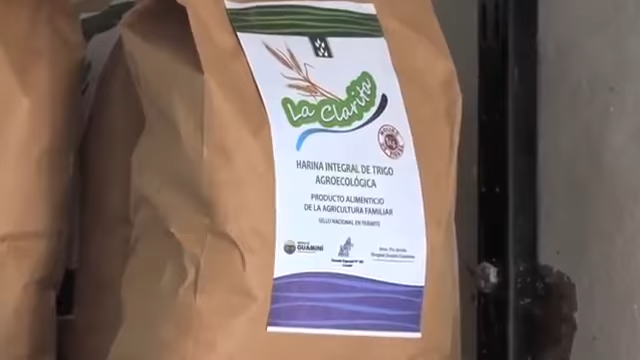 La Clarita
HARINA INTEGRAL DE TRIGO
AGROECOLÓGICA
PRODUCTO ALIMENTICIO
DE LA AGRICULTURA FAMILIAR
SELLO NACIONAL EN TRÁMITE
GUAMINÍ